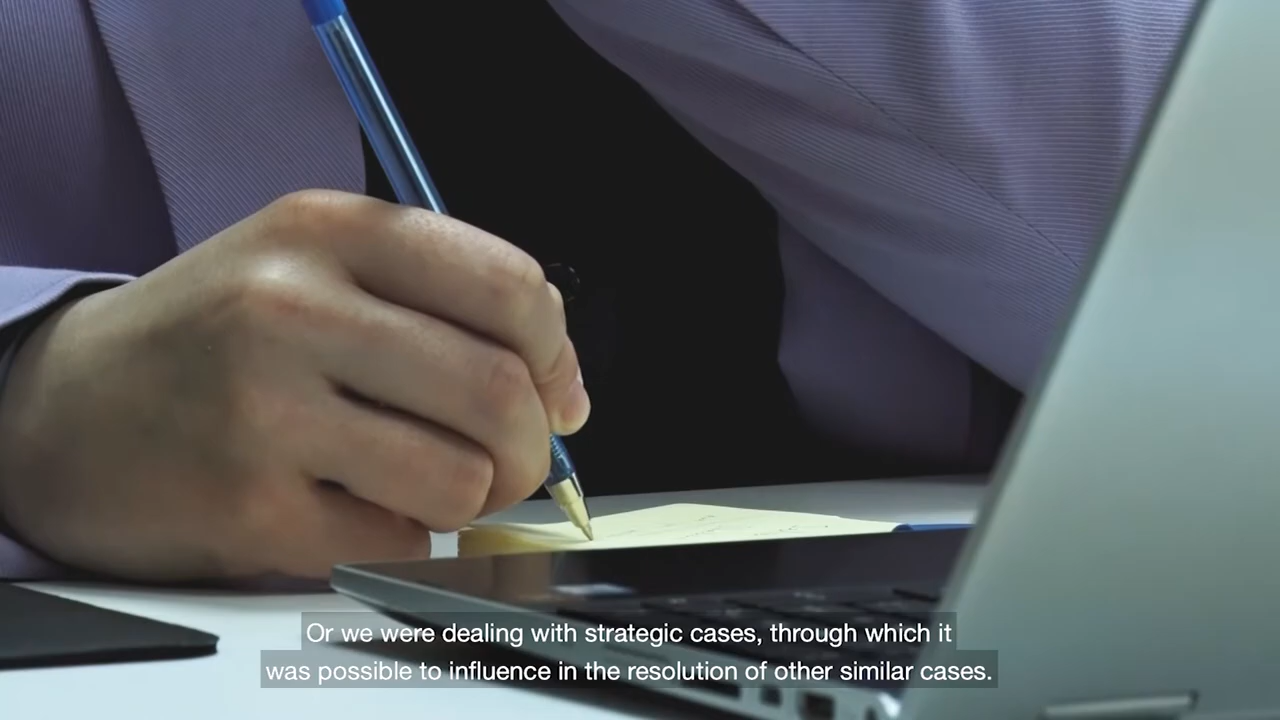 Or we were dealing with strategic cases, through which it
was possible to influence in the resolution of other similar cases.